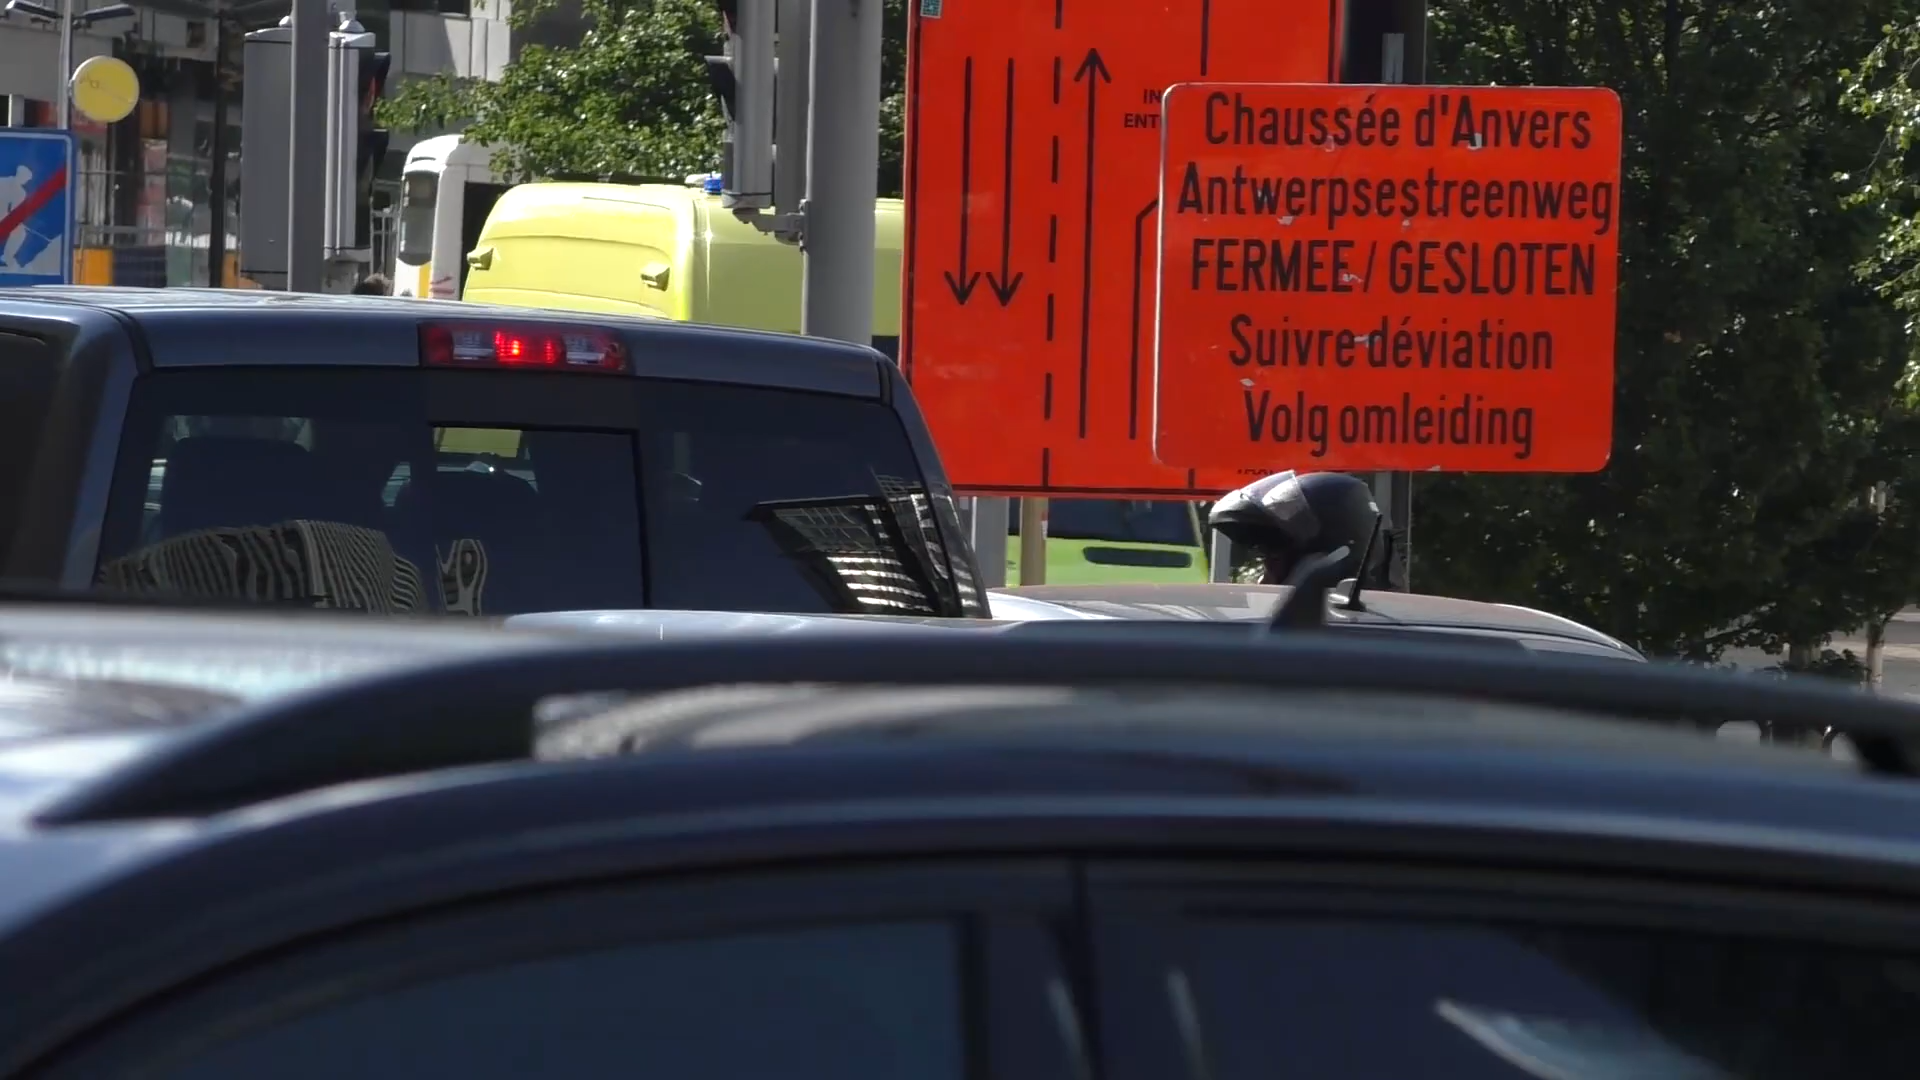 Chaussée d'Anvers
Antwerpsestreenweg
FERMEE / GESLOTEN
Suivre déviation
Volg omleiding